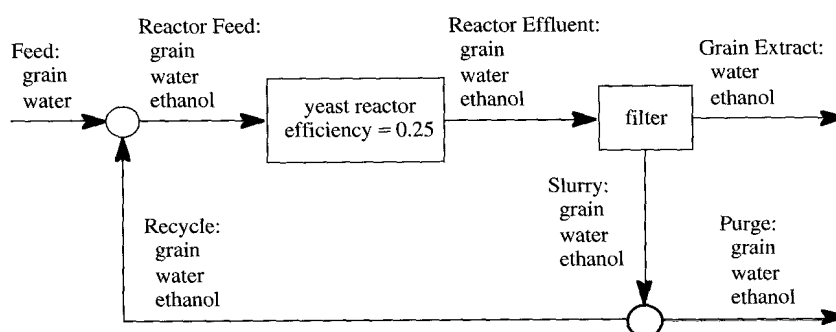 Feed:
grain
water
Reactor Feed:
grain
water
ethanol
yeast reactor
efficiency = 0.25
Reactor Effluent:
grain
water
ethanol
filter
Grain Extract:
water
ethanol
Slurry:
grain
water
ethanol
Recycle:
grain
water
ethanol
Purge:
grain
water
ethanol